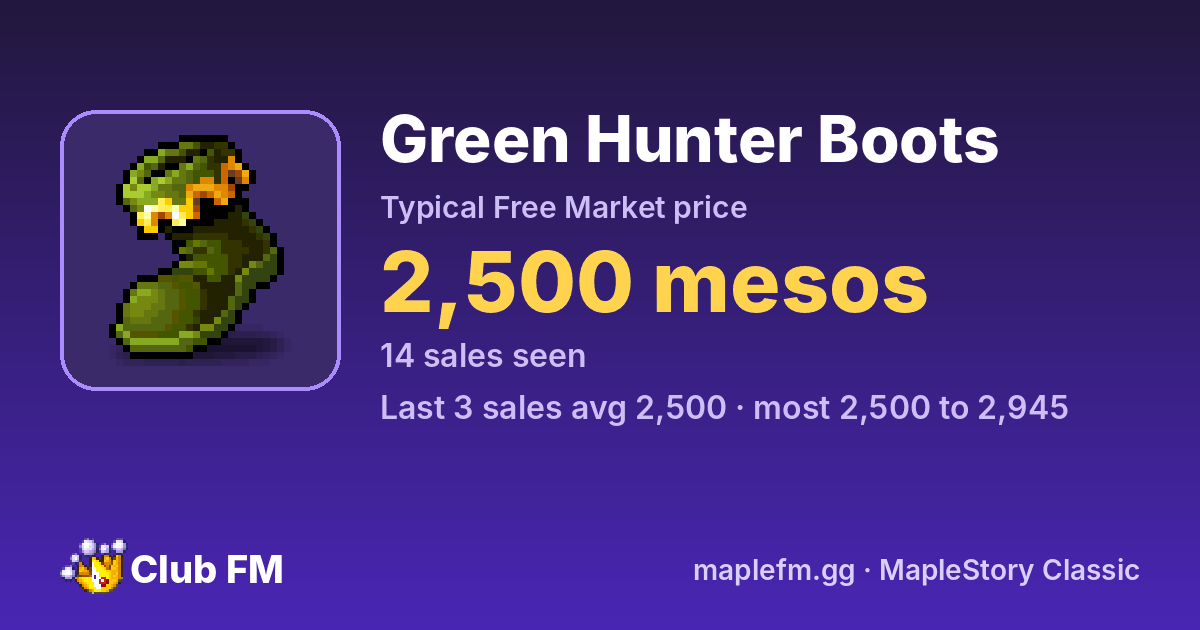 Green Hunter Boots
Typical Free Market price
2,500 mesos
14 sales seen
Last 3 sales avg 2,500 · most 2,500 to 2,945
Club FM
maplefm.gg · MapleStory Classic